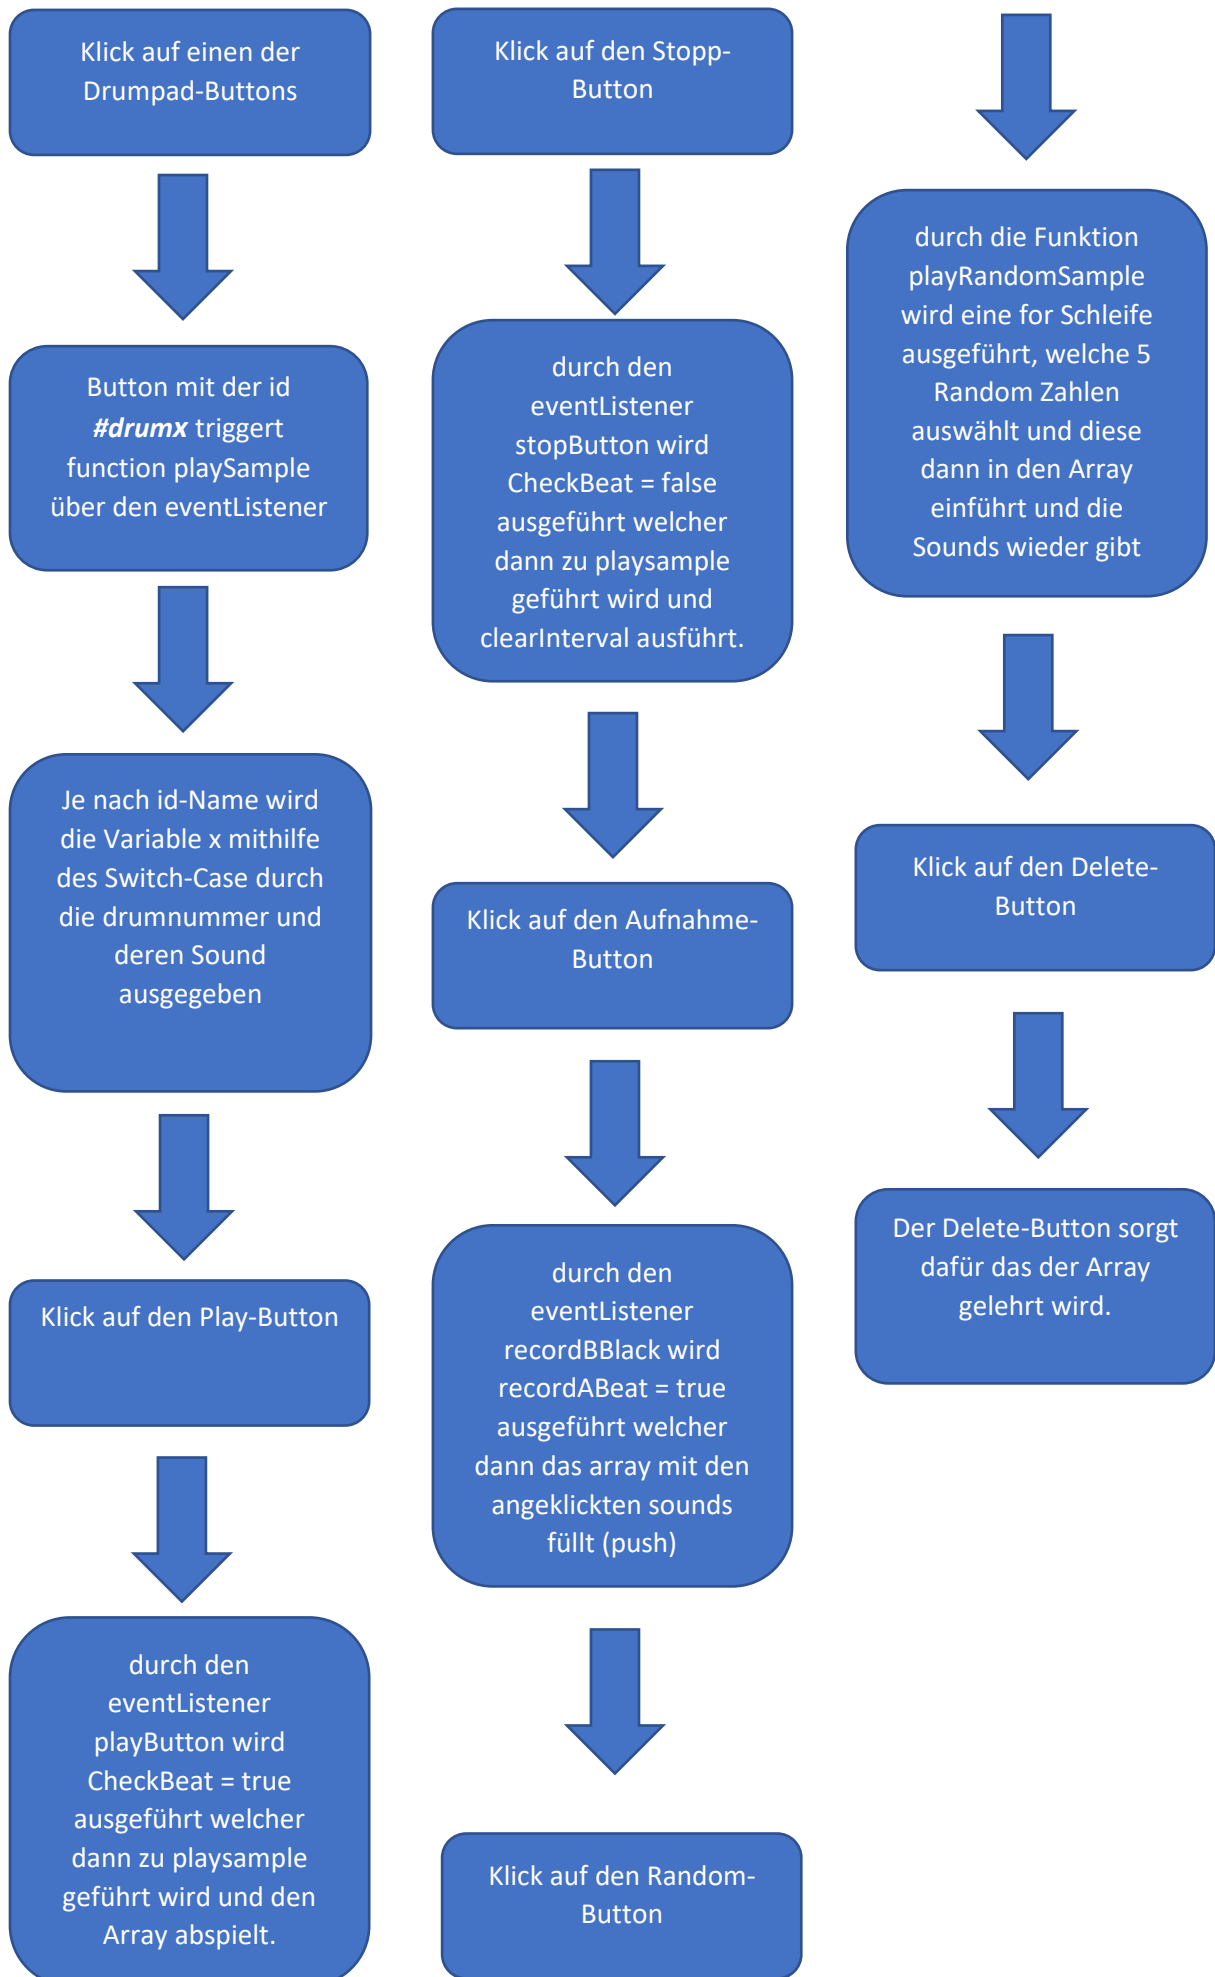 Klick auf einen der
Drumpad-Buttons
Button mit der id
#drumx triggert
function playSample
über den eventListener
Je nach id-Name wird
die Variable x mithilfe
des Switch-Case durch
die drumnummer und
deren Sound
ausgegeben
Klick auf den Play-Button
durch den
eventListener
playButton wird
CheckBeat = true
ausgeführt welcher
dann zu playsample
geführt wird und den
Array abspielt.
Klick auf den Stopp-
Button
durch den
eventListener
stopButton wird
CheckBeat = false
ausgeführt welcher
dann zu playsample
geführt wird und
clearInterval ausführt.
Klick auf den Aufnahme-
Button
durch den
eventListener
recordBBlack wird
recordABeat = true
ausgeführt welcher
dann das array mit den
angeklickten sounds
füllt (push)
Klick auf den Random-
Button
durch die Funktion
playRandomSample
wird eine for Schleife
ausgeführt, welche 5
Random Zahlen
auswählt und diese
dann in den Array
einführt und die
Sounds wieder gibt
Klick auf den Delete-
Button
Der Delete-Button sorgt
dafür das der Array
gelehrt wird.